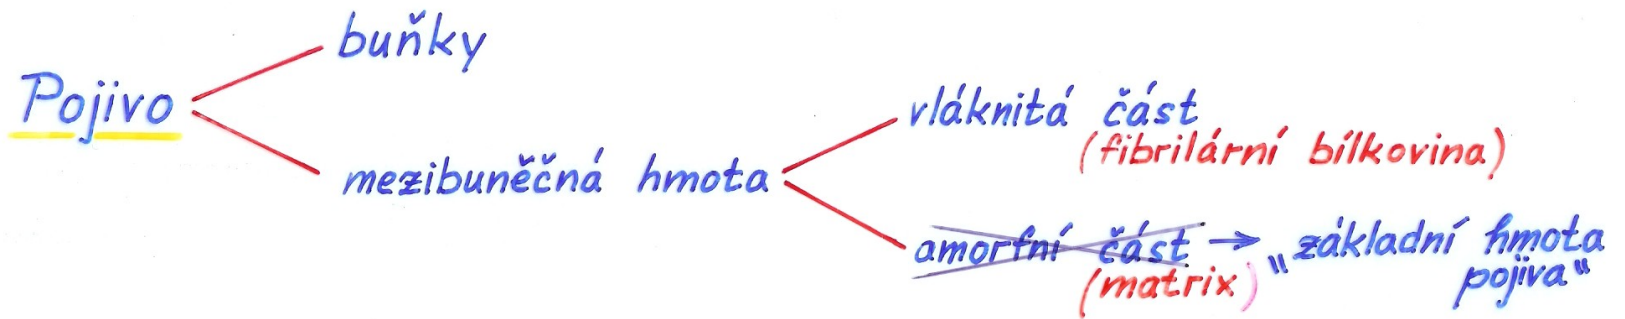 buňky
Pojivo
vláknitá část
(fibrilární bílkovina)
mezibuněčná hmota
amorfní část → „základní hmota
(matrix) pojiva"